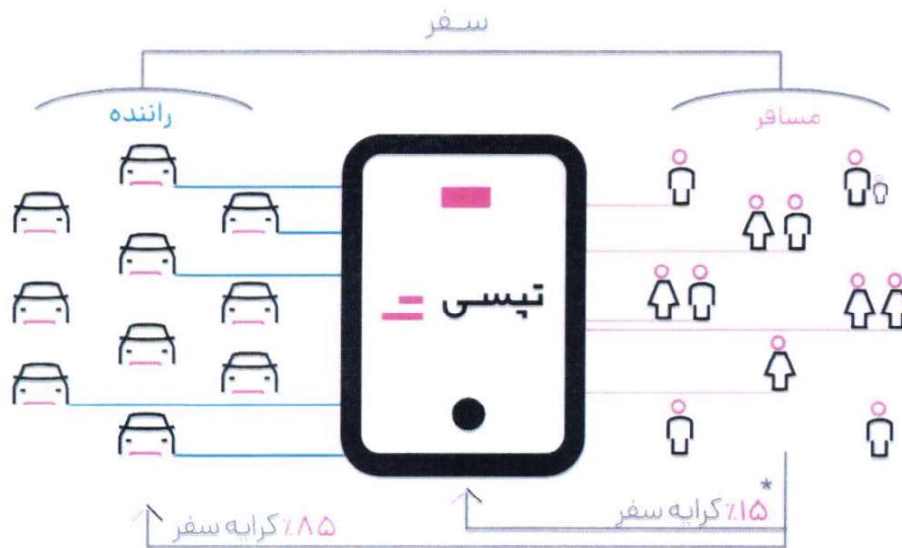 سفر
مسافر
راننده
تپسی
*
٪۱۵ کرایه سفر
٪۸۵ کرایه سفر